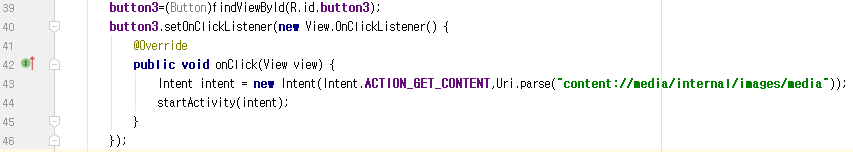 39 button3=(Button)findViewById(R.id.button3);
40 button3.setOnClickListener(new View.OnClickListener() {
41 @Override
42 public void onClick(View view) {
43 Intent intent = new Intent(Intent.ACTION_GET_CONTENT,Uri.parse("content://media/internal/images/media"));
44 startActivity(intent);
45 }
46 });